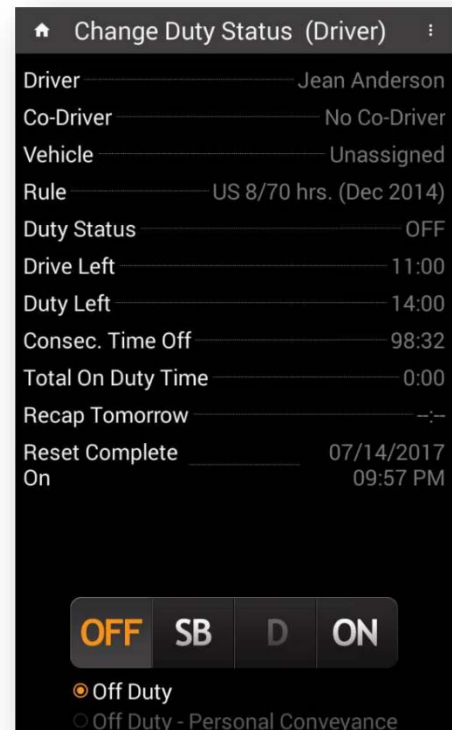 Change Duty Status (Driver)
Driver Jean Anderson
Co-Driver No Co-Driver
Vehicle Unassigned
Rule US 8/70 hrs. (Dec 2014)
Duty Status OFF
Drive Left 11:00
Duty Left 14:00
Consec. Time Off 98:32
Total On Duty Time 0:00
Recap Tomorrow --:--
Reset Complete 07/14/2017
On 09:57 PM
OFF SB D ON
Off Duty
Off Duty - Personal Conveyance